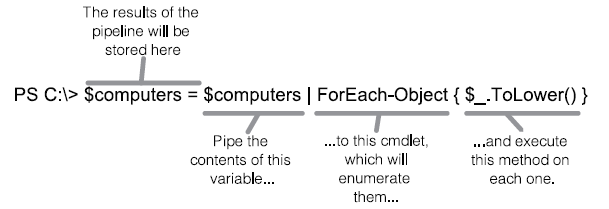 The results of the
pipeline will be
stored here
PS C:\> $computers = $computers | ForEach-Object { $_.ToLower() }
Pipe the
contents of this
variable...
...to this cmdlet,
which will
enumerate
them...
...and execute
this method on
each one.